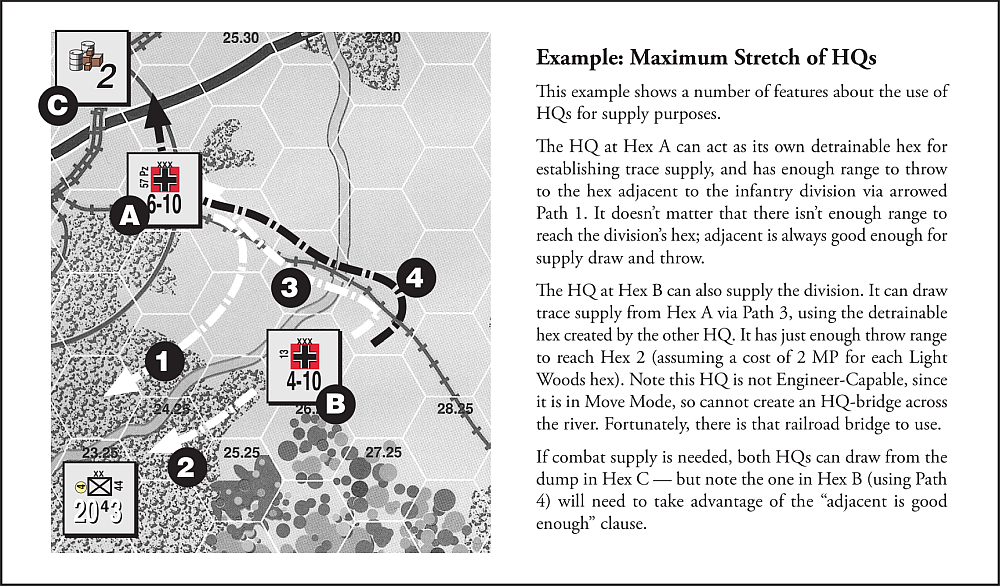 25.30
27.30
2
C
XXX
57 Pz
6-10
A
4
3
1
XXX
13
4-10
B
24.25
26.
28.25
23.25
25.25
27.25
2
XX
44
20 4 3
Example: Maximum Stretch of HQs
This example shows a number of features about the use of
HQs for supply purposes.
The HQ at Hex A can act as its own detrainable hex for
establishing trace supply, and has enough range to throw
to the hex adjacent to the infantry division via arrowed
Path 1. It doesn't matter that there isn't enough range to
reach the division's hex; adjacent is always good enough for
supply draw and throw.
The HQ at Hex B can also supply the division. It can draw
trace supply from Hex A via Path 3, using the detrainable
hex created by the other HQ. It has just enough throw range
to reach Hex 2 (assuming a cost of 2 MP for each Light
Woods hex). Note this HQ is not Engineer-Capable, since
it is in Move Mode, so cannot create an HQ-bridge across
the river. Fortunately, there is that railroad bridge to use.
If combat supply is needed, both HQs can draw from the
dump in Hex C — but note the one in Hex B (using Path
4) will need to take advantage of the "adjacent is good
enough" clause.